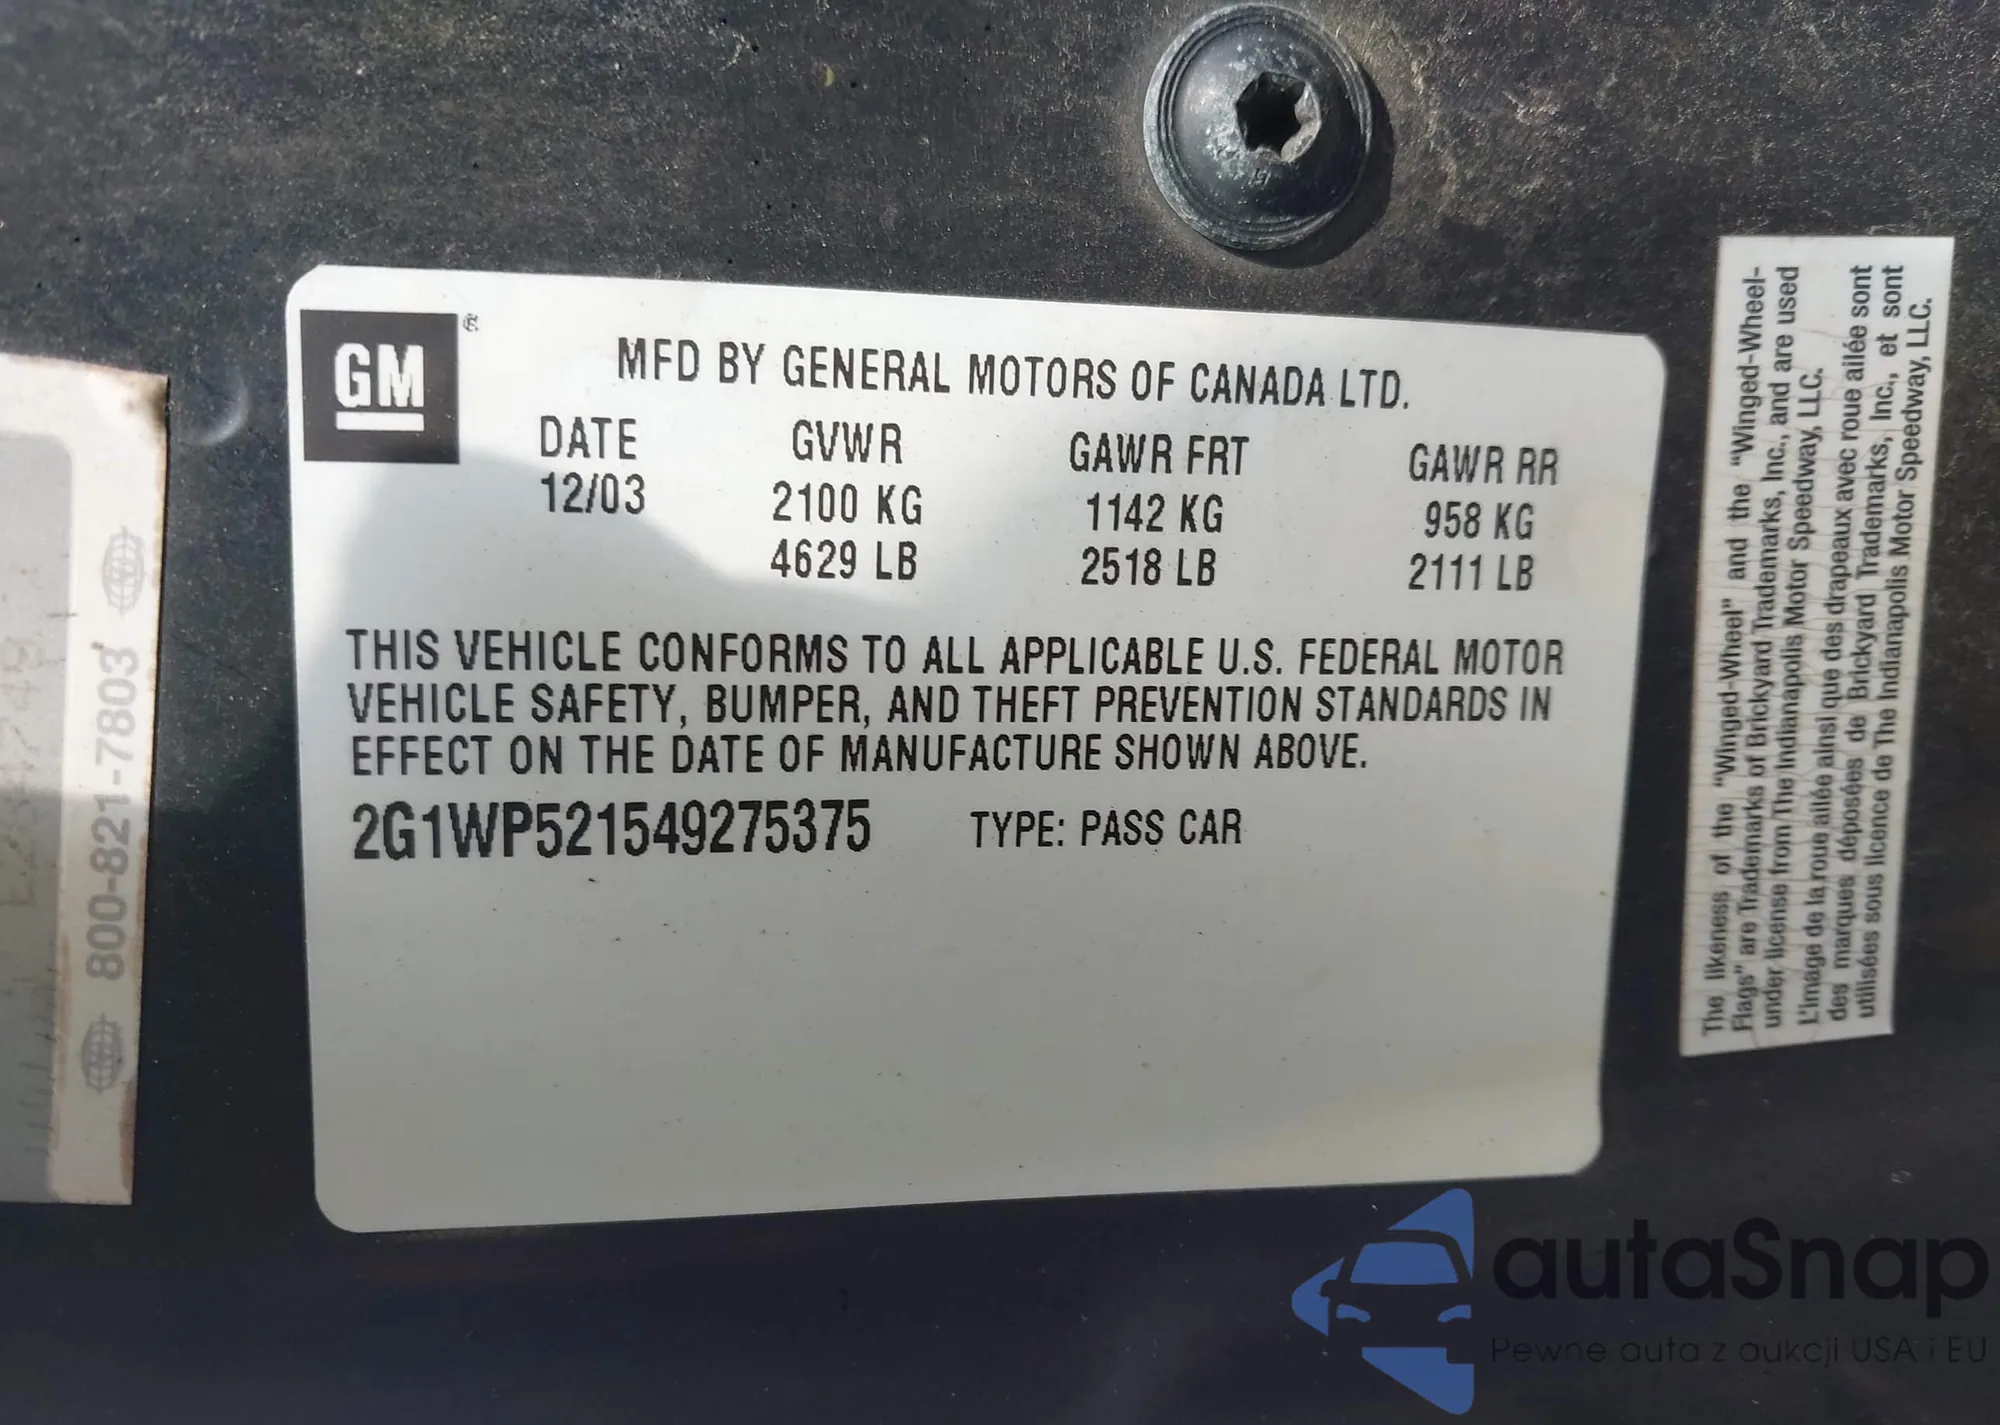 GM
®
MFD BY GENERAL MOTORS OF CANADA LTD.
DATE GVWR GAWR FRT GAWR RR
12/03 2100 KG 1142 KG 958 KG
4629 LB 2518 LB 2111 LB
THIS VEHICLE CONFORMS TO ALL APPLICABLE U.S. FEDERAL MOTOR
VEHICLE SAFETY, BUMPER, AND THEFT PREVENTION STANDARDS IN
EFFECT ON THE DATE OF MANUFACTURE SHOWN ABOVE.
2G1WP521549275375 TYPE: PASS CAR
800-821-7803
The likeness of the "Winged-Wheel" and the "Winged-Wheel-
Flags" are Trademarks of Brickyard Trademarks, Inc., and are used
under license from The Indianapolis Motor Speedway, LLC.
L'image de la roue ailée ainsi que des drapeaux avec roue ailée sont
des marques déposées de Brickyard Trademarks, Inc., et sont
utilisées sous licence de The Indianapolis Motor Speedway, LLC.
autaSnap
Pewne auta z aukcji USA i EU